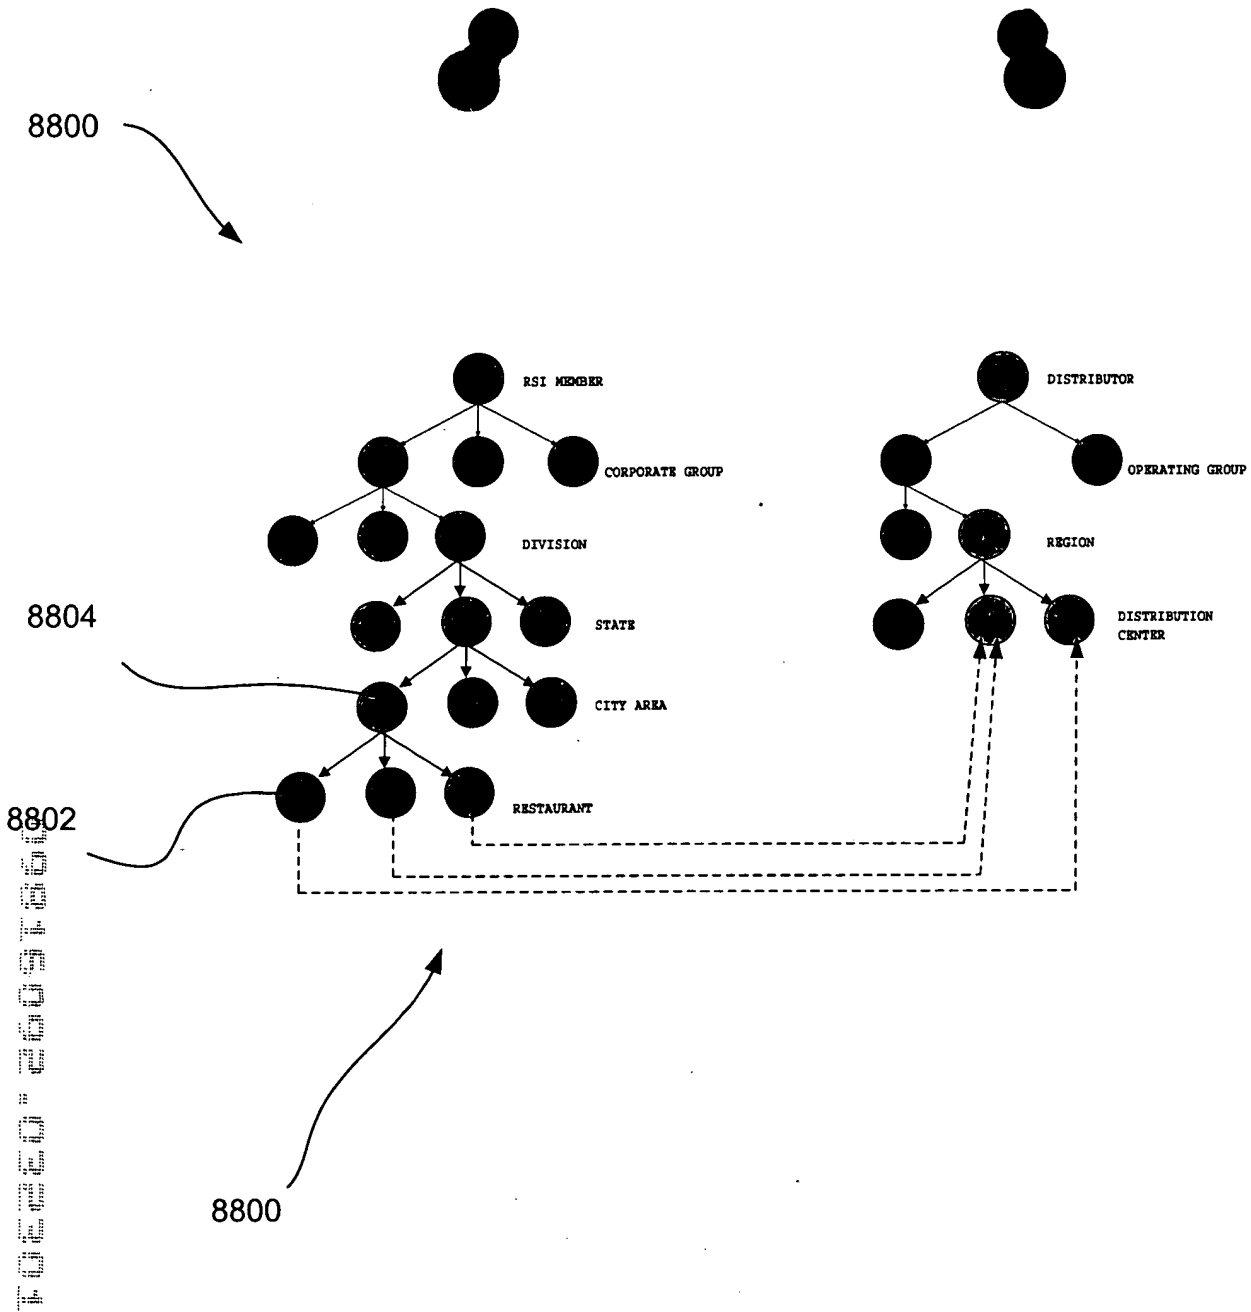 8800
RSI MEMBER
DISTRIBUTOR
CORPORATE GROUP
OPERATING GROUP
DIVISION
REGION
8804
STATE
DISTRIBUTION
CENTER
CITY AREA
8802
RESTAURANT
8800